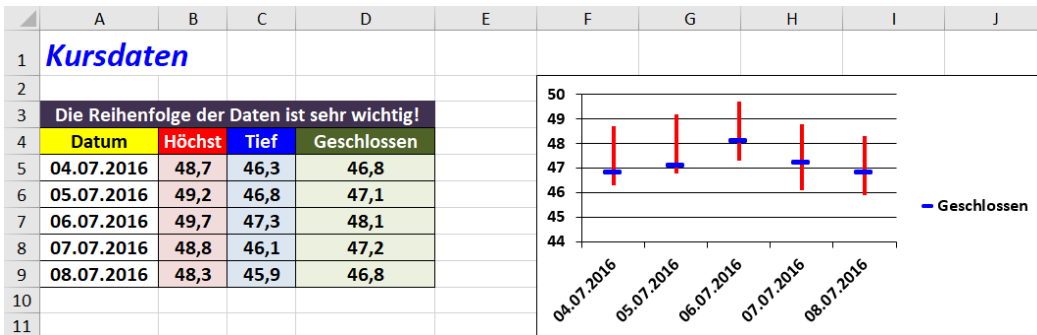 A B C D E F G H I J
1 Kursdaten
2
3 Die Reihenfolge der Daten ist sehr wichtig!
4 Datum Höchst Tief Geschlossen
5 04.07.2016 48,7 46,3 46,8
6 05.07.2016 49,2 46,8 47,1
7 06.07.2016 49,7 47,3 48,1
8 07.07.2016 48,8 46,1 47,2
9 08.07.2016 48,3 45,9 46,8
10
11
50
49
48
47
46
45
44
04.07.2016 05.07.2016 06.07.2016 07.07.2016 08.07.2016
Geschlossen